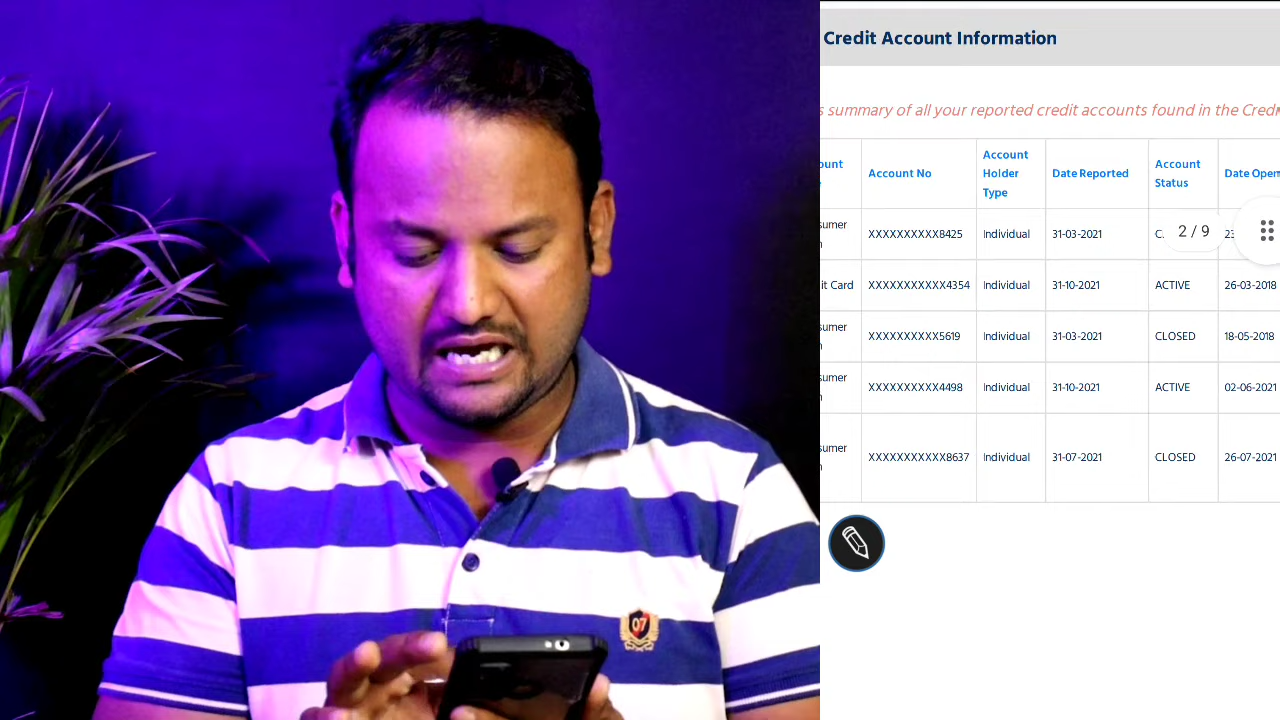 Credit Account Information
summary of all your reported credit accounts found in the
Account No
Account Holder Type
Date Reported
Account Status
Date
XXXXXXXXXX8425 Individual 31-03-2021 2 / 9
Card XXXXXXXXXXX4354 Individual 31-10-2021 ACTIVE 26-03-2018
XXXXXXXXXX5619 Individual 31-03-2021 CLOSED 18-05-2018
XXXXXXXXXX4498 Individual 31-10-2021 ACTIVE 02-06-2021
XXXXXXXXXXX8637 Individual 31-07-2021 CLOSED 26-07-2021
07